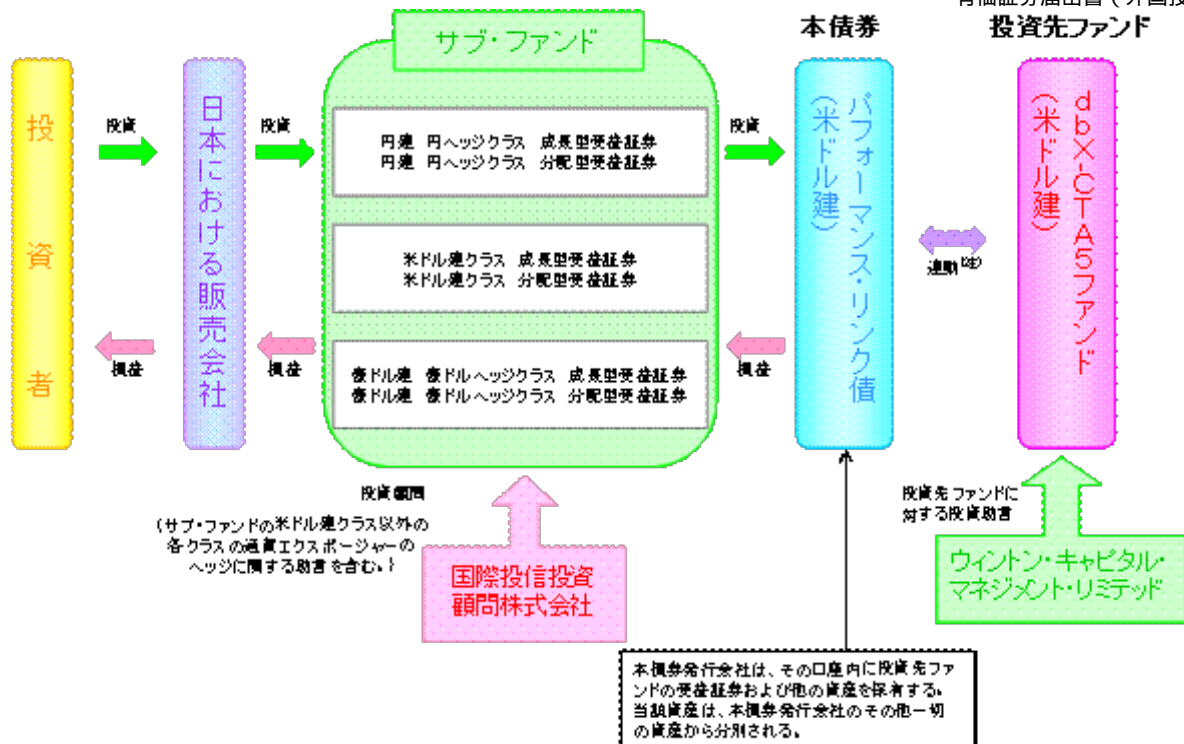 有価証券届出書（外国投
本債券
投資先ファンド
サブ・ファンド
投資者
日本における販売会社
パフォーマンス・リンク債
（米ドル建）
dbX-CTA5ファンド
（米ドル建）
投資
投資
投資
円建 円ヘッジクラス 成長型受益証券
円建 円ヘッジクラス 分配型受益証券
米ドル建クラス 成長型受益証券
米ドル建クラス 分配型受益証券
豪ドル建 豪ドルヘッジクラス 成長型受益証券
豪ドル建 豪ドルヘッジクラス 分配型受益証券
連動(注)
損益
損益
損益
投資顧問
(サブ・ファンドの米ドル建クラス以外の
各クラスの通貨エクスポージャーの
ヘッジに関する助言を含む。)
国際投信投資
顧問株式会社
投資先ファンドに
対する投資助言
ウィントン・キャピタル・
マネジメント・リミテッド
本債券発行会社は、その口座内に投資先ファ
ンドの受益証券および他の資産を保有する。
当該資産は、本債券発行会社のその他一切
の資産から分別される。